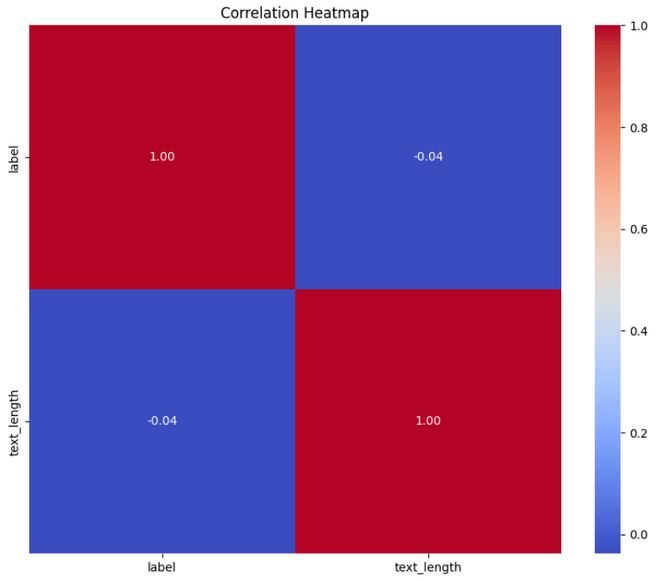 Correlation Heatmap
label
1.00
-0.04
text_length
-0.04
1.00
label
text_length
1.0
0.8
0.6
0.4
0.2
0.0